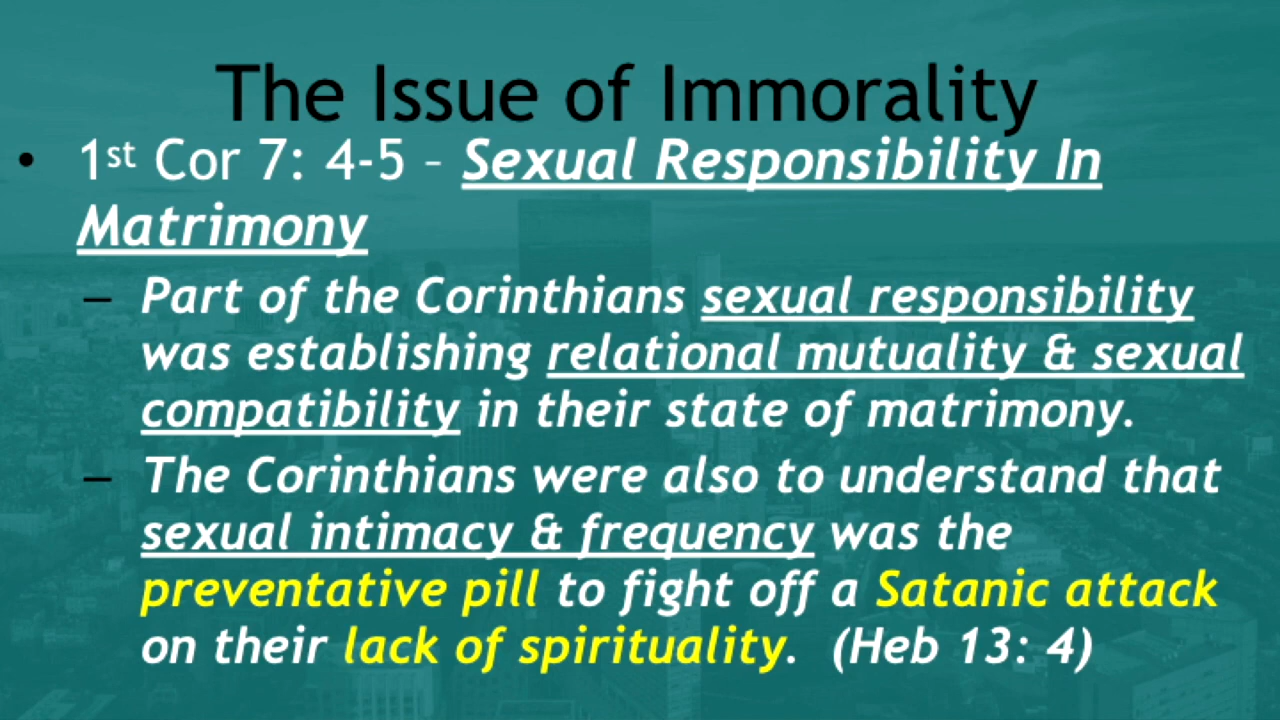 The Issue of Immorality
• 1st Cor 7: 4-5 – Sexual Responsibility In
Matrimony
– Part of the Corinthians sexual responsibility
was establishing relational mutuality & sexual
compatibility in their state of matrimony.
– The Corinthians were also to understand that
sexual intimacy & frequency was the
preventative pill to fight off a Satanic attack
on their lack of spirituality. (Heb 13: 4)